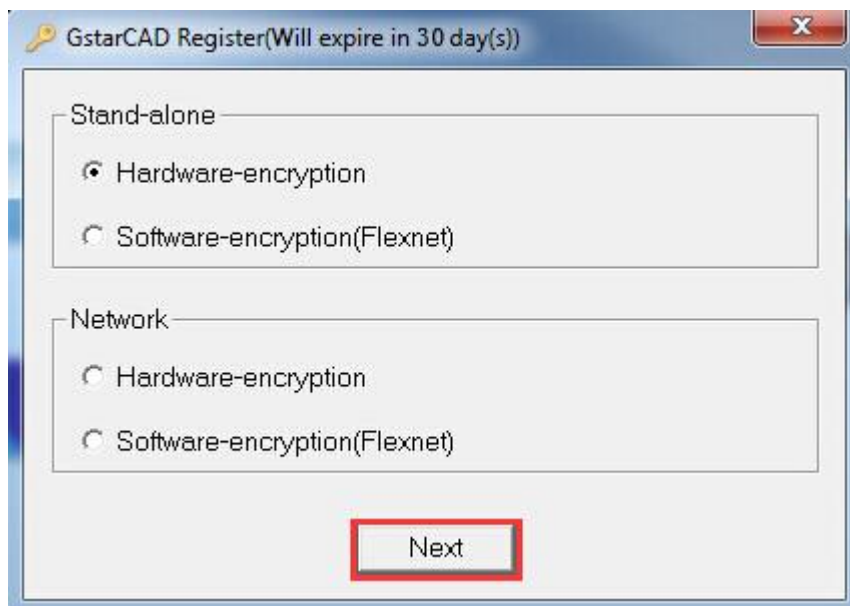 GstarCAD Register(Will expire in 30 day(s))
Stand-alone
Hardware-encryption
Software-encryption(Flexnet)
Network
Hardware-encryption
Software-encryption(Flexnet)
Next